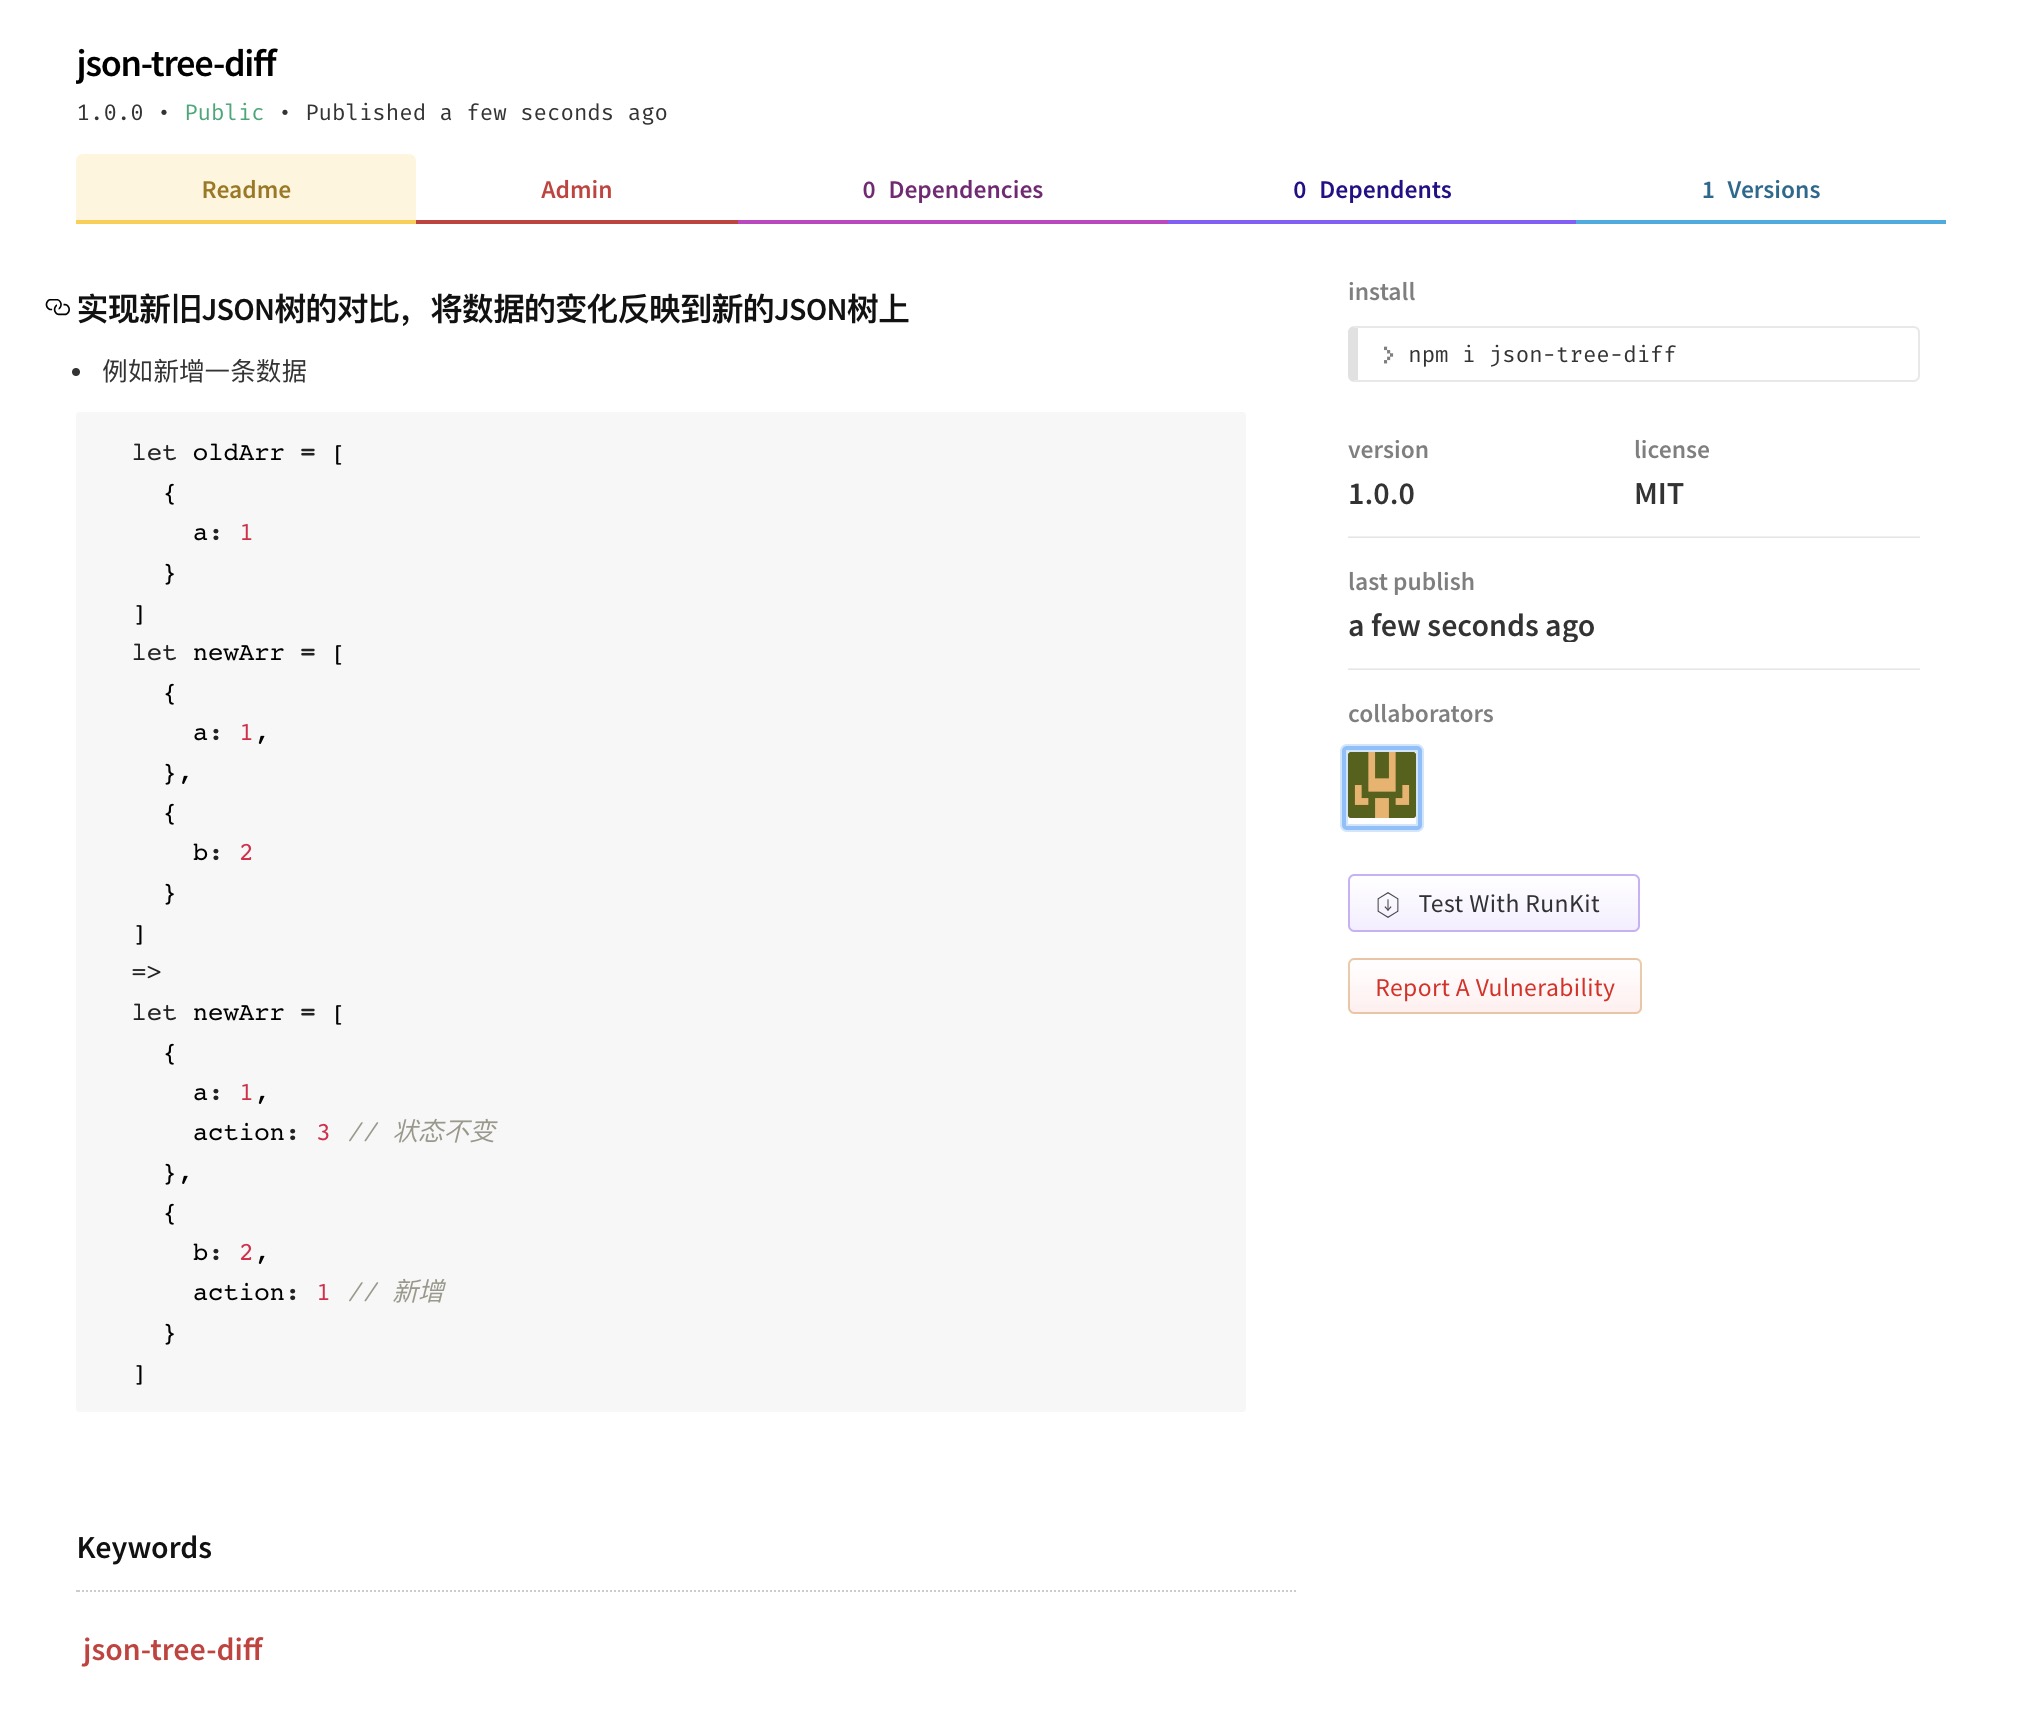 json-tree-diff
1.0.0 • Public • Published a few seconds ago
Readme
Admin
0 Dependencies
0 Dependents
1 Versions
实现新旧JSON树的对比，将数据的变化反映到新的JSON树上
• 例如新增一条数据
let oldArr = [
  {
    a: 1
  }
]
let newArr = [
  {
    a: 1,
  },
  {
    b: 2
  }
]
=>
let newArr = [
  {
    a: 1,
    action: 3 // 状态不变
  },
  {
    b: 2,
    action: 1 // 新增
  }
]
Keywords
json-tree-diff
install
npm i json-tree-diff
version
1.0.0
license
MIT
last publish
a few seconds ago
collaborators
Test With RunKit
Report A Vulnerability